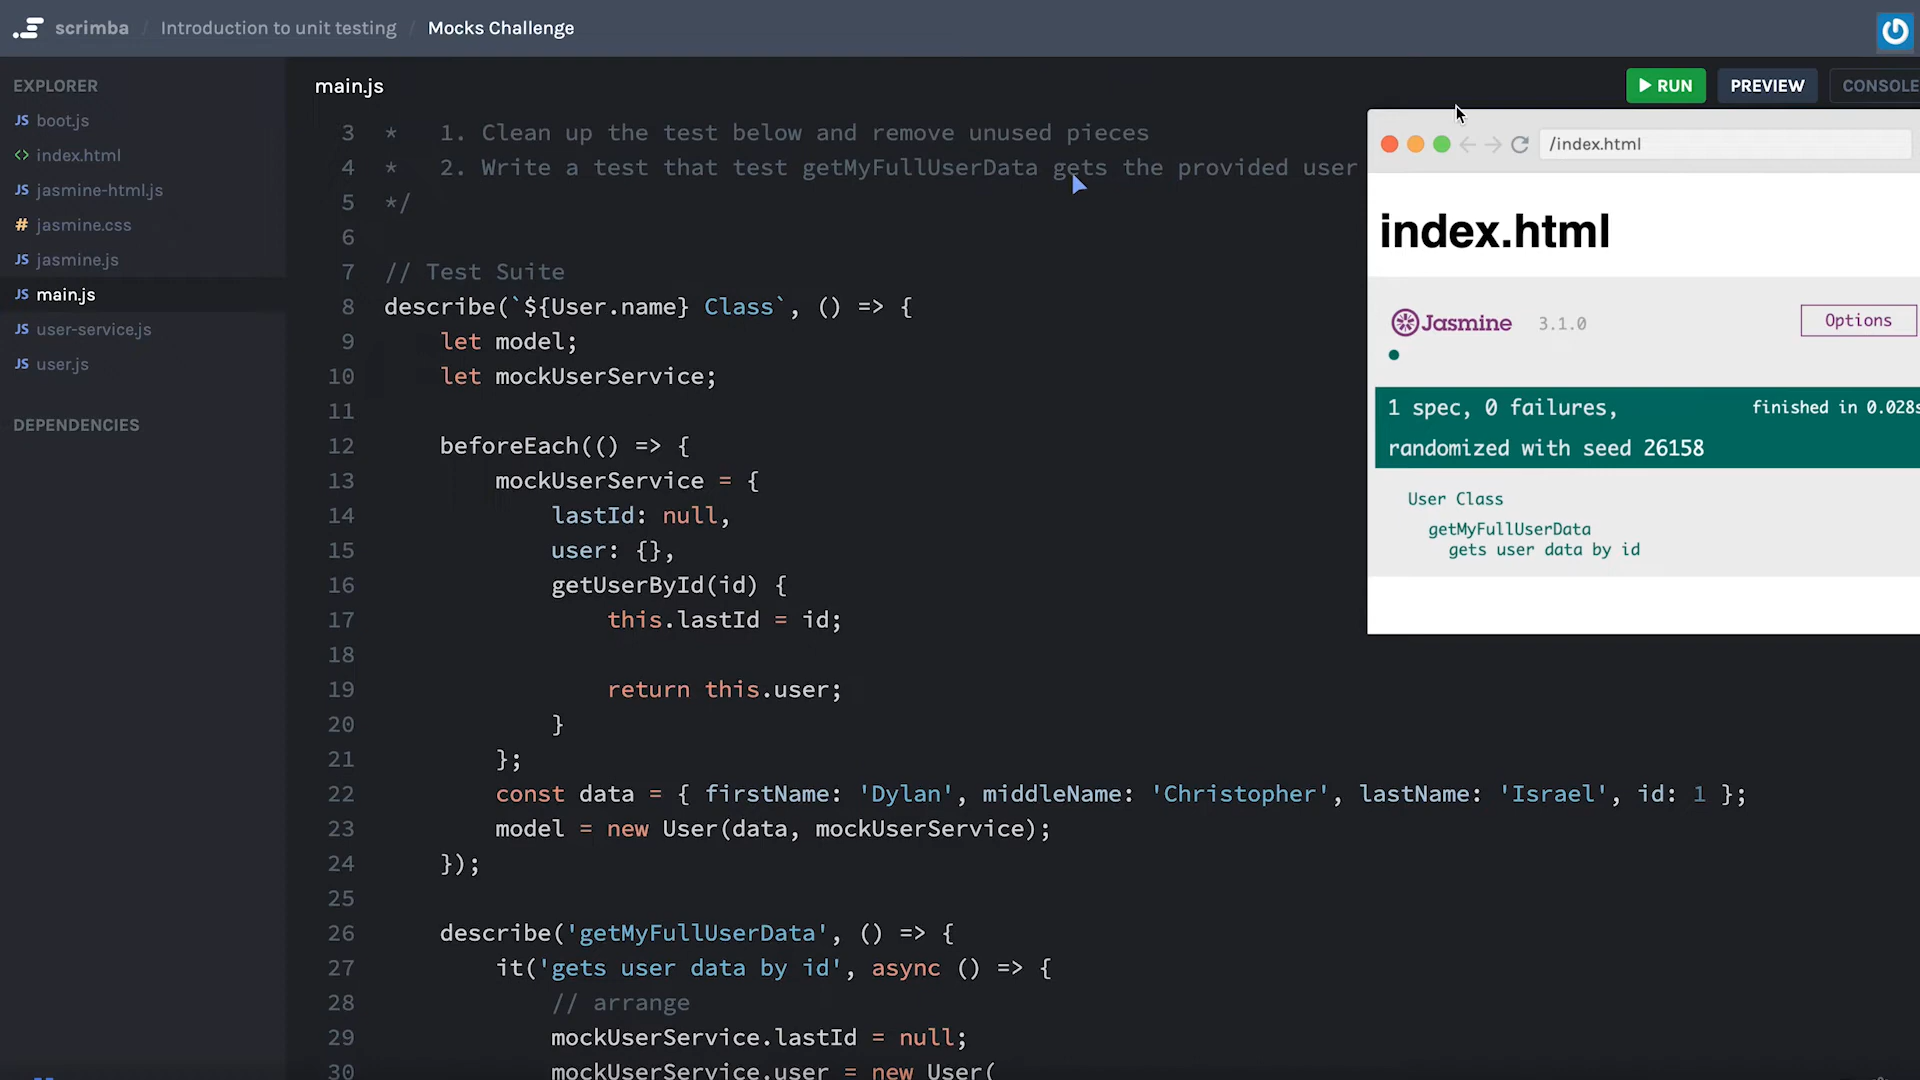 scrimba / Introduction to unit testing / Mocks Challenge
EXPLORER
JS boot.js
<> index.html
JS jasmine-html.js
# jasmine.css
JS jasmine.js
JS main.js
JS user-service.js
JS user.js
DEPENDENCIES
main.js
RUN PREVIEW CONSOLE
3 * 1. Clean up the test below and remove unused pieces
4 * 2. Write a test that test getMyFullUserData gets the provided user
5 */
6
7 // Test Suite
8 describe(`${User.name} Class`, () => {
9 let model;
10 let mockUserService;
11
12 beforeEach(() => {
13 mockUserService = {
14 lastId: null,
15 user: {},
16 getUserById(id) {
17 this.lastId = id;
18
19 return this.user;
20 }
21 };
22 const data = { firstName: 'Dylan', middleName: 'Christopher', lastName: 'Israel', id: 1 };
23 model = new User(data, mockUserService);
24 });
25
26 describe('getMyFullUserData', () => {
27 it('gets user data by id', async () => {
28 // arrange
29 mockUserService.lastId = null;
30 mockUserService.user = new User(
/index.html
index.html
Jasmine 3.1.0
Options
1 spec, 0 failures, finished in 0.028s
randomized with seed 26158
User Class
getMyFullUserData
gets user data by id